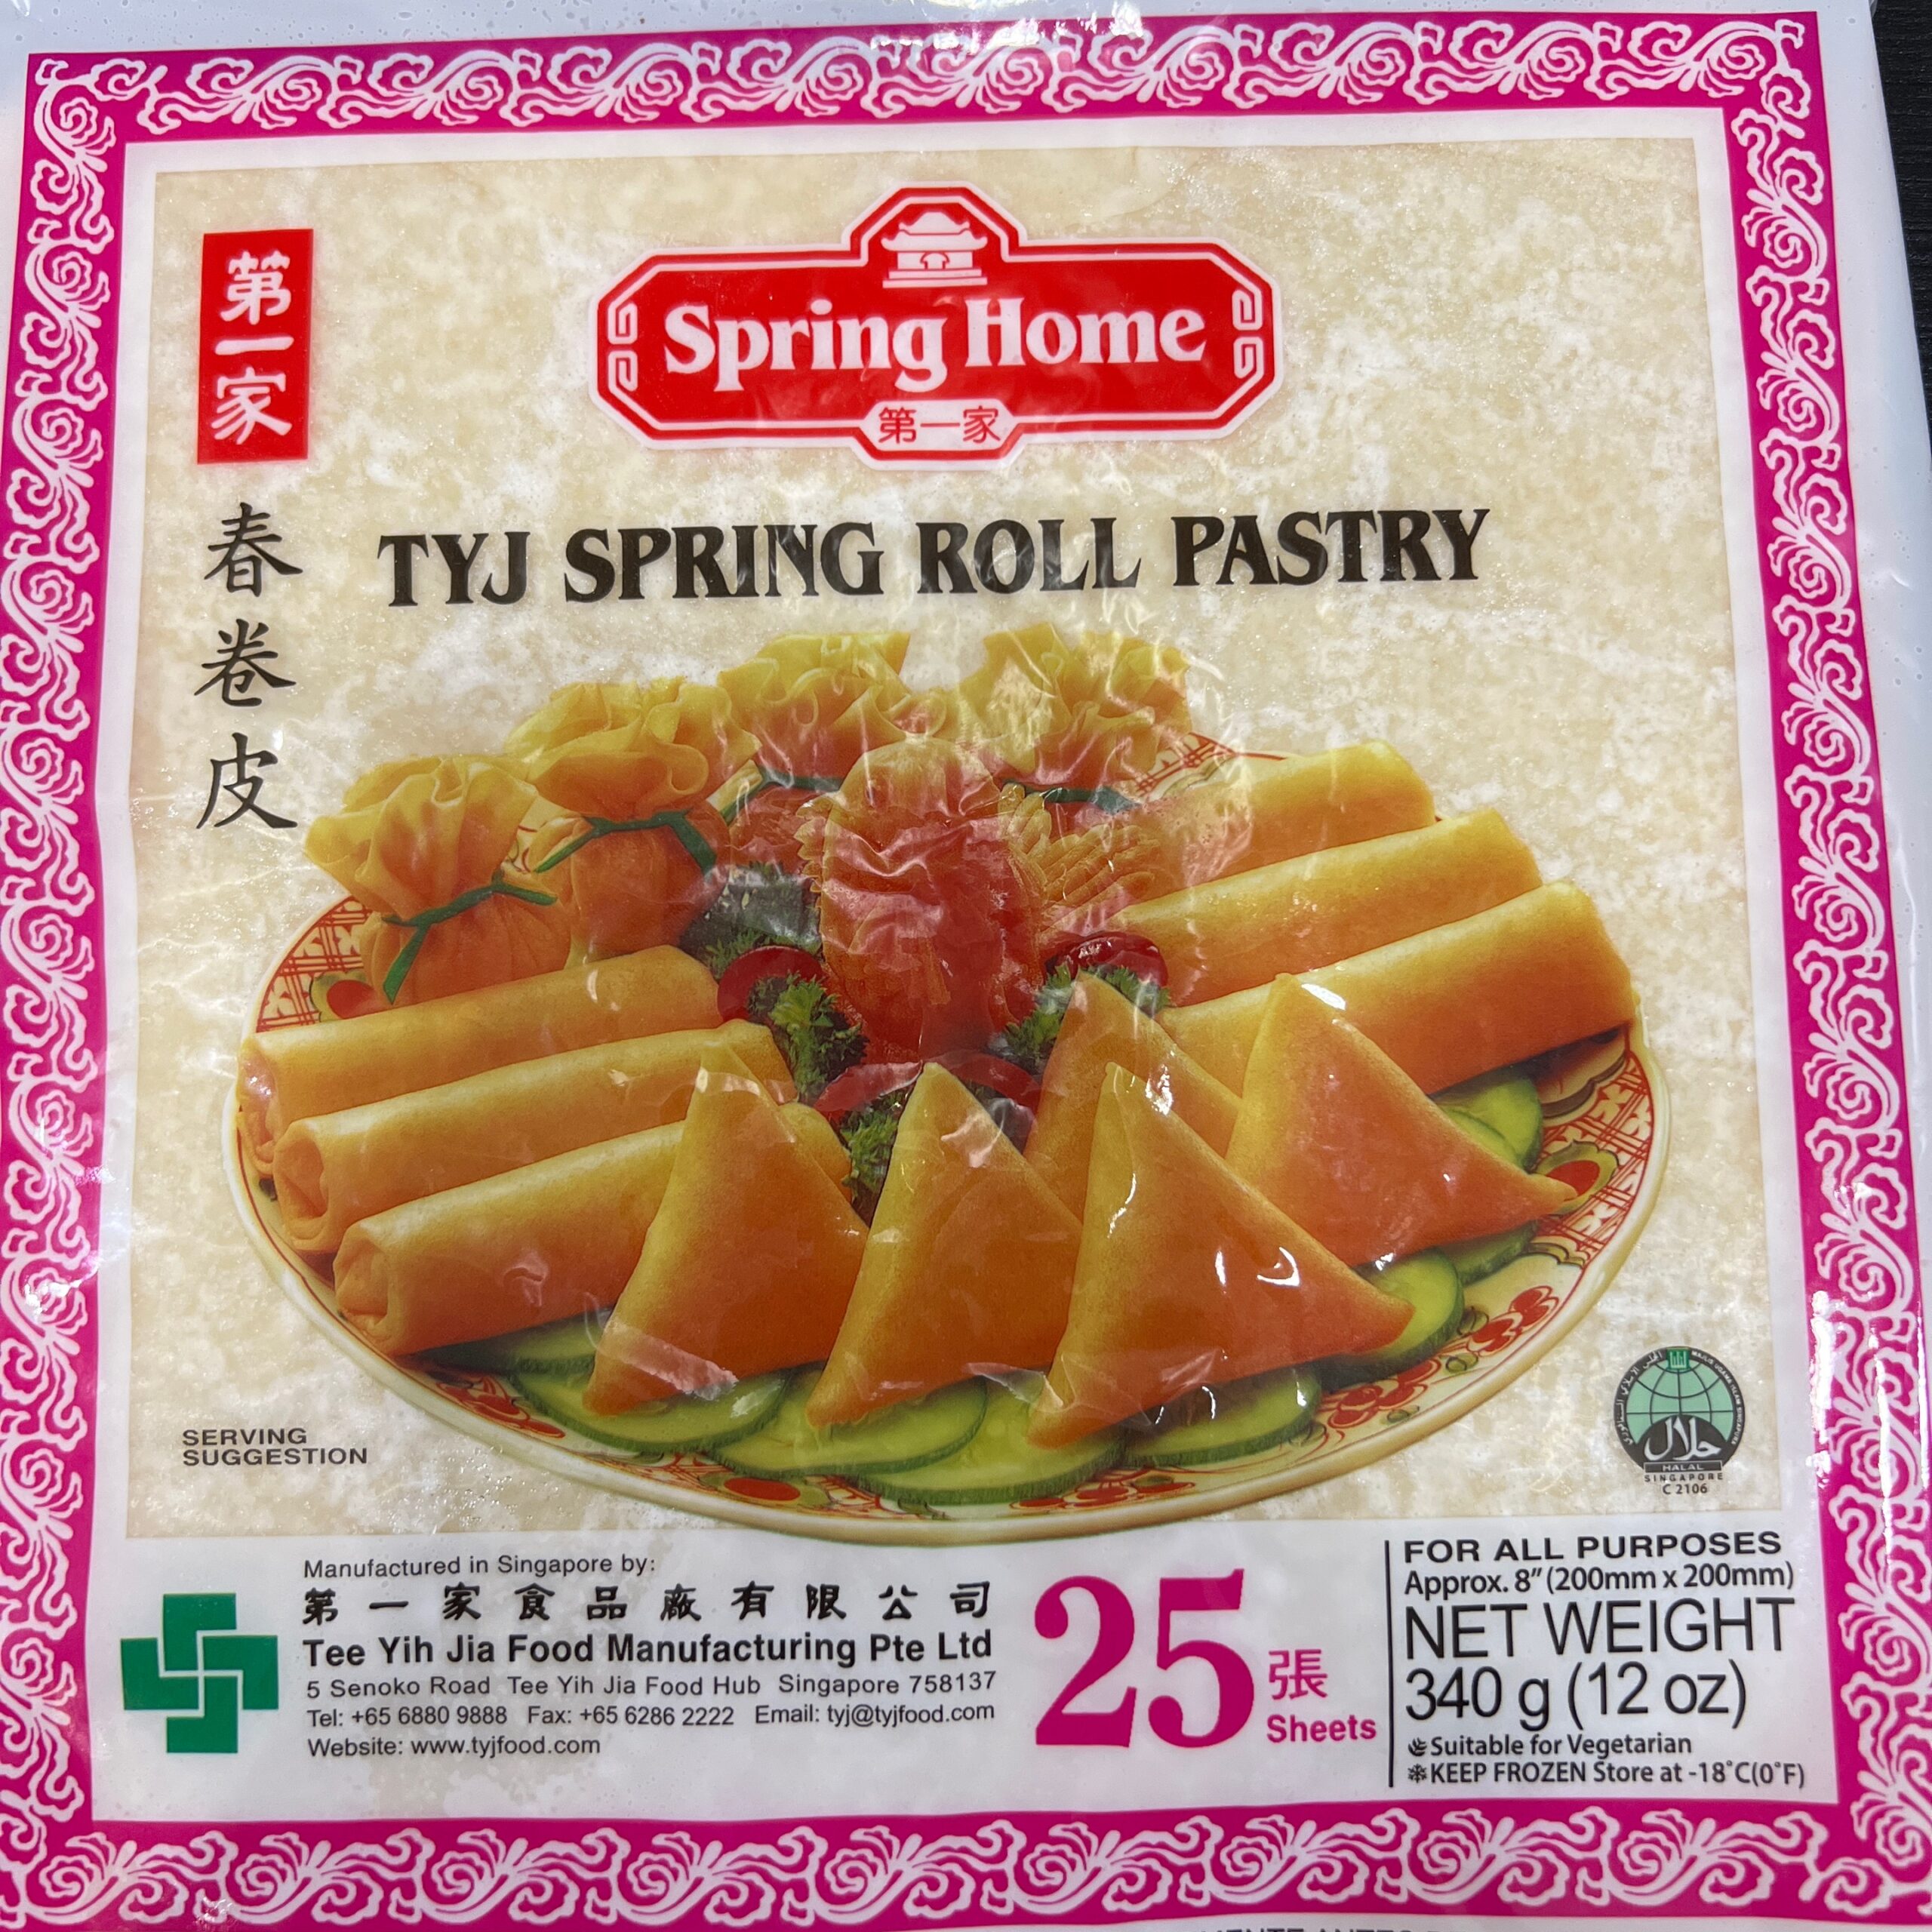 第一家
Spring Home
第一家
春卷皮
TYJ SPRING ROLL PASTRY
SERVING
SUGGESTION
حلال
HALAL
SINGAPORE
C 2106
Manufactured in Singapore by:
第一家食品廠有限公司
Tee Yih Jia Food Manufacturing Pte Ltd
5 Senoko Road Tee Yih Jia Food Hub Singapore 758137
Tel: +65 6880 9888 Fax: +65 6286 2222 Email: tyj@tyjfood.com
Website: www.tyjfood.com
25 張
Sheets
FOR ALL PURPOSES
Approx. 8" (200mm x 200mm)
NET WEIGHT
340 g (12 oz)
Suitable for Vegetarian
KEEP FROZEN Store at -18°C(0°F)